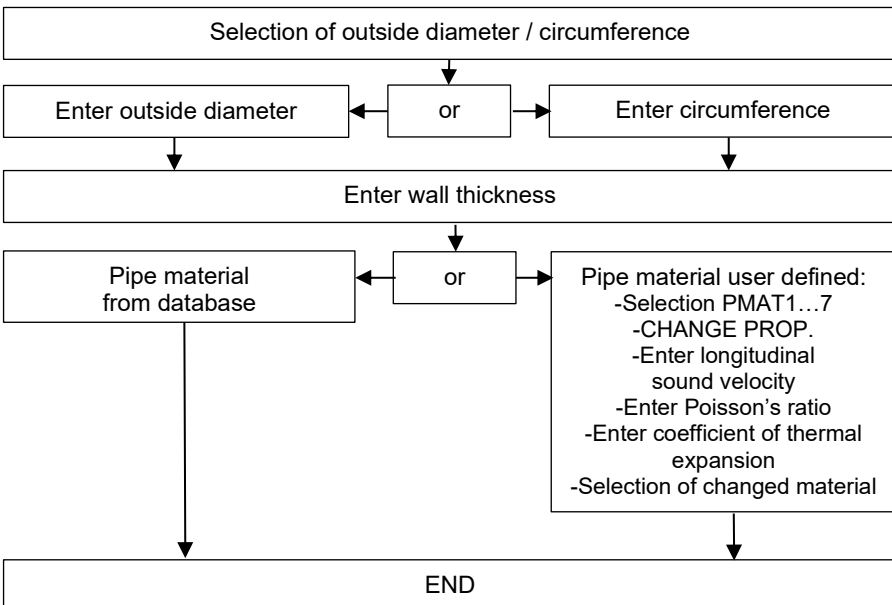 Selection of outside diameter / circumference
Enter outside diameter
or
Enter circumference
Enter wall thickness
Pipe material
from database
or
Pipe material user defined:
-Selection PMAT1…7
-CHANGE PROP.
-Enter longitudinal
sound velocity
-Enter Poisson’s ratio
-Enter coefficient of thermal
expansion
-Selection of changed material
END